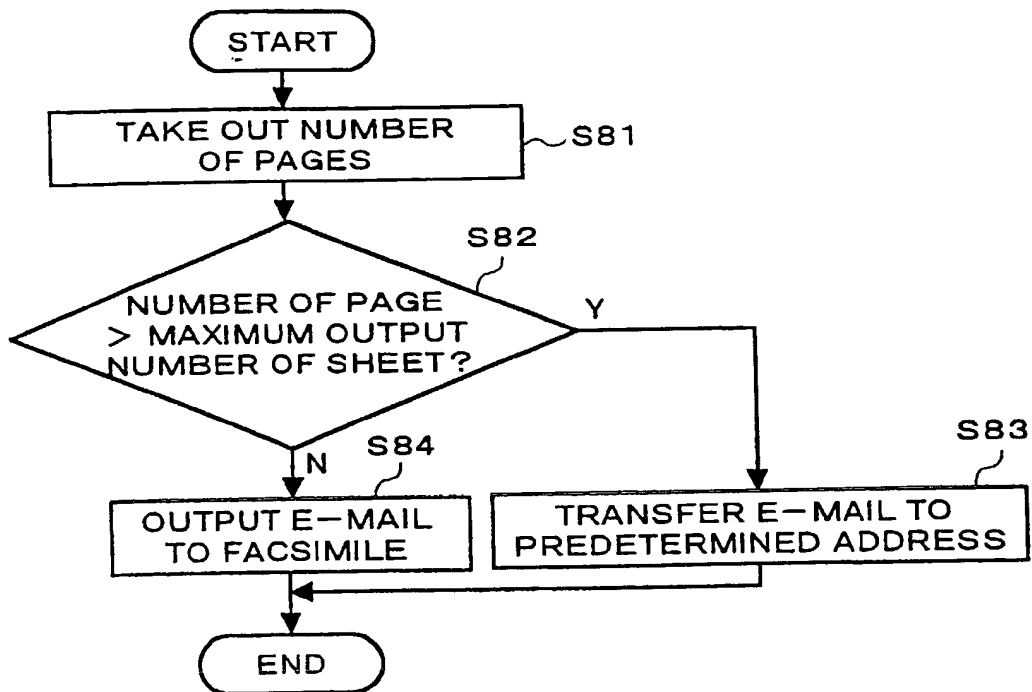 START
TAKE OUT NUMBER
OF PAGES
S81
S82
NUMBER OF PAGE
> MAXIMUM OUTPUT
NUMBER OF SHEET?
Y
N
S84
OUTPUT E-MAIL
TO FACSIMILE
S83
TRANSFER E-MAIL TO
PREDETERMINED ADDRESS
END